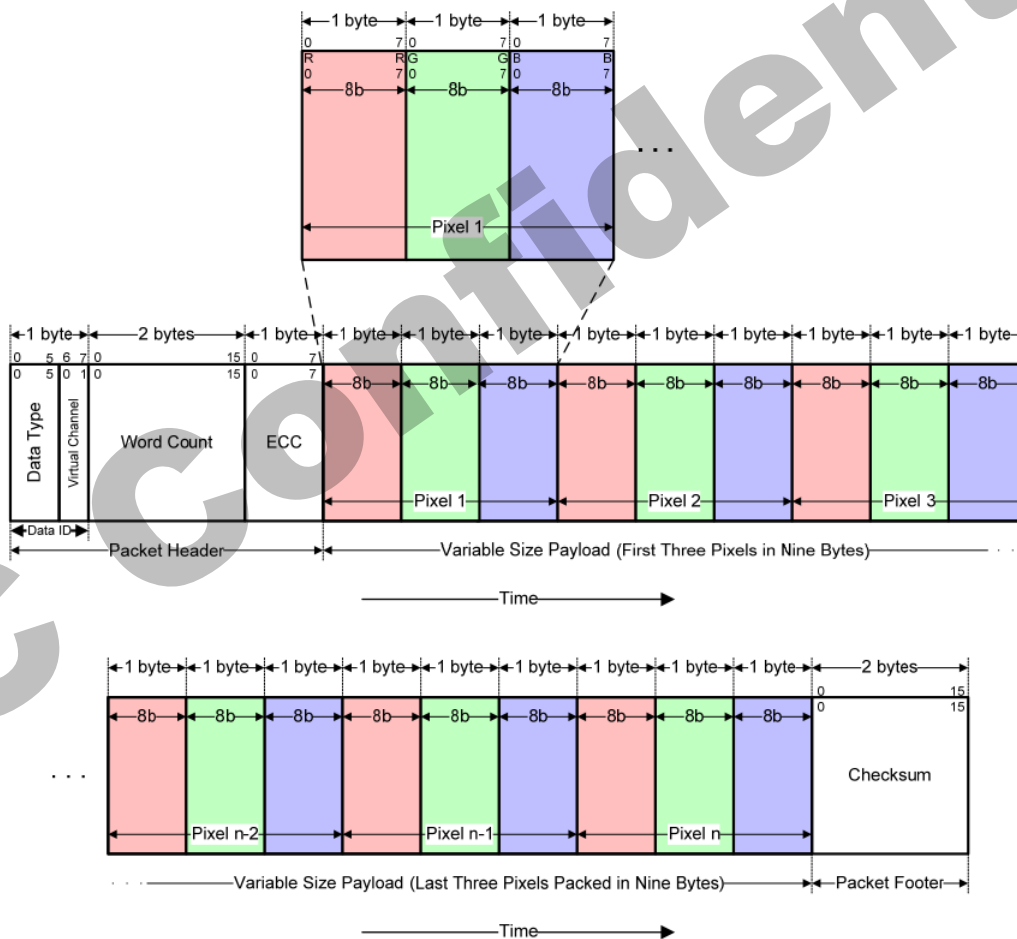 1 byte 1 byte 1 byte
0 7 0 7 0 7
R R G G B B
0 7 0 7 0 7
8b 8b 8b
. . .
Pixel 1
1 byte 2 bytes 1 byte 1 byte 1 byte 1 byte 1 byte 1 byte 1 byte 1 byte 1 byte 1 byte
0 5 6 7 0 15 0 7
0 5 0 1 0 15 0 7
8b 8b 8b 8b 8b 8b 8b 8b 8b
Data Type Virtual Channel Word Count ECC
Pixel 1 Pixel 2 Pixel 3
Data ID
Packet Header Variable Size Payload (First Three Pixels in Nine Bytes) . . .
Time
1 byte 1 byte 1 byte 1 byte 1 byte 1 byte 1 byte 1 byte 1 byte 2 bytes
0 15
0 15
8b 8b 8b 8b 8b 8b 8b 8b 8b
. . . Checksum
Pixel n-2 Pixel n-1 Pixel n
. . . Variable Size Payload (Last Three Pixels Packed in Nine Bytes) Packet Footer
Time
C Confident